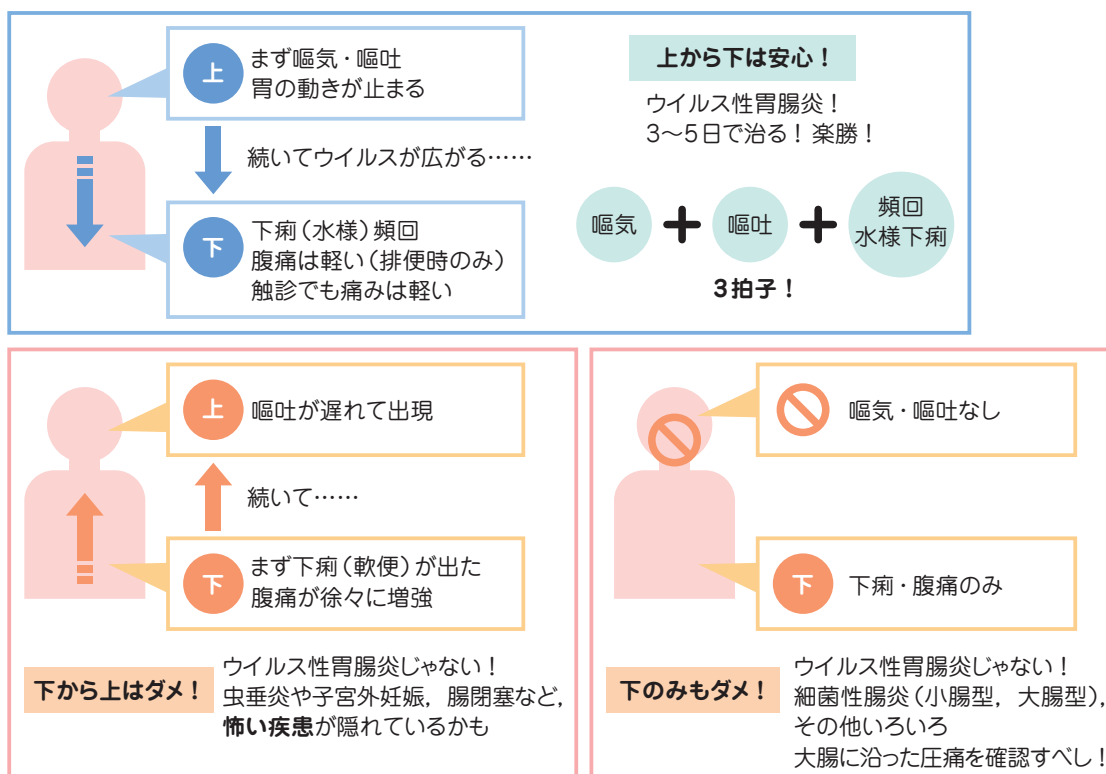 上
まず嘔気・嘔吐
胃の動きが止まる
続いてウイルスが広がる……
下
下痢(水様)頻回
腹痛は軽い(排便時のみ)
触診でも痛みは軽い
上から下は安心!
ウイルス性胃腸炎!
3~5日で治る!楽勝!
嘔気
+
嘔吐
+
頻回
水様下痢
3拍子!
上
嘔吐が遅れて出現
続いて……
下
まず下痢(軟便)が出た
腹痛が徐々に増強
下から上はダメ!
ウイルス性胃腸炎じゃない!
虫垂炎や子宮外妊娠,腸閉塞など,
怖い疾患が隠れているかも
嘔気・嘔吐なし
下
下痢・腹痛のみ
下のみもダメ!
ウイルス性胃腸炎じゃない!
細菌性腸炎(小腸型,大腸型),
その他いろいろ
大腸に沿った圧痛を確認すべし!